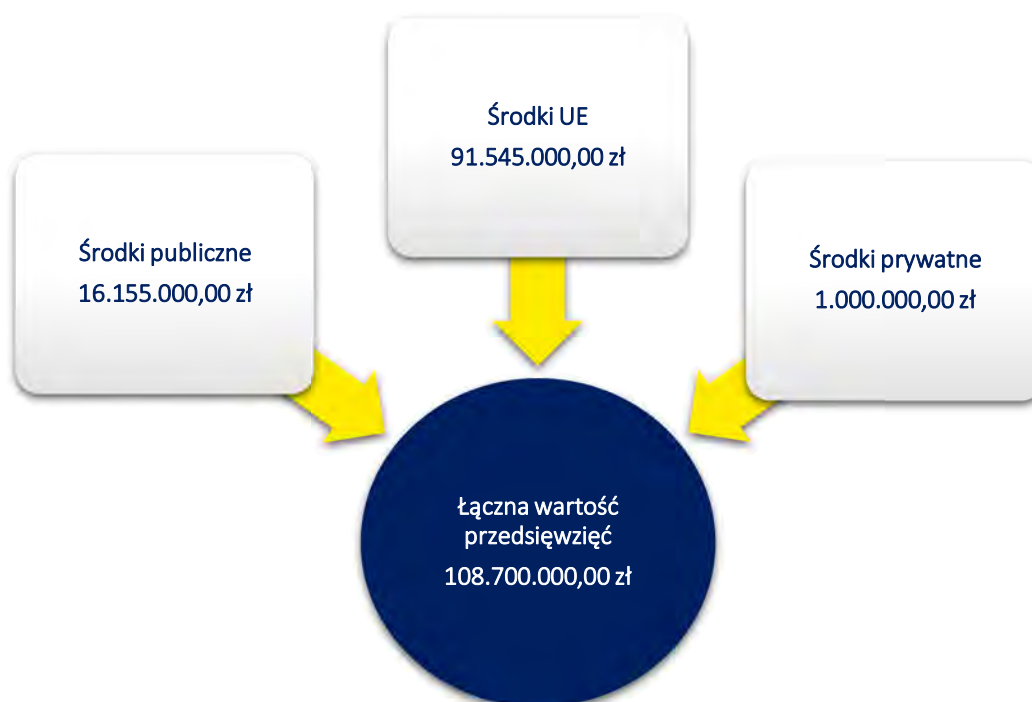 Środki UE
91.545.000,00 zł
Środki publiczne
16.155.000,00 zł
Środki prywatne
1.000.000,00 zł
Łączna wartość
przedsięwzięć
108.700.000,00 zł